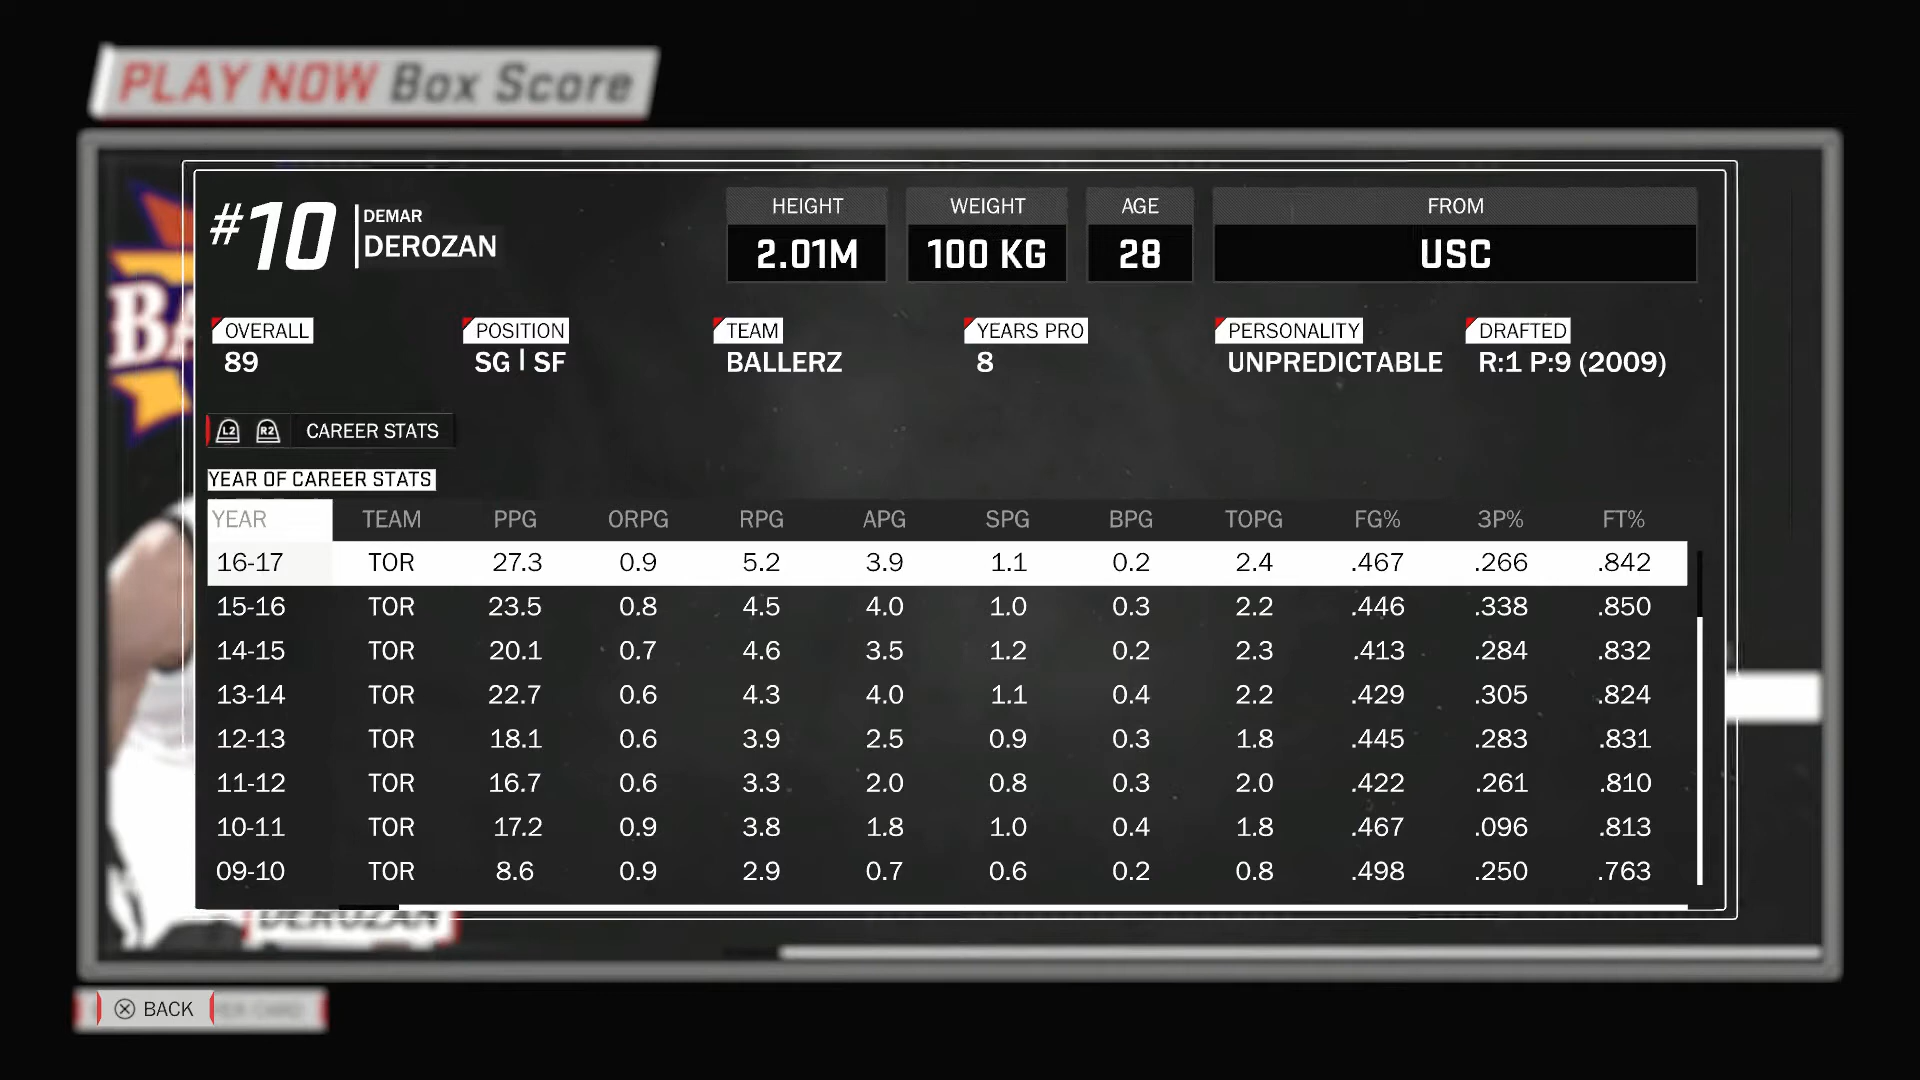 PLAY NOW Box Score
#10 DEMAR DEROZAN
HEIGHT WEIGHT AGE FROM
2.01M 100 KG 28 USC
OVERALL POSITION TEAM YEARS PRO PERSONALITY DRAFTED
89 SG | SF BALLERZ 8 UNPREDICTABLE R:1 P:9 (2009)
L2 R2 CAREER STATS
YEAR OF CAREER STATS
YEAR TEAM PPG ORPG RPG APG SPG BPG TOPG FG% 3P% FT%
16-17 TOR 27.3 0.9 5.2 3.9 1.1 0.2 2.4 .467 .266 .842
15-16 TOR 23.5 0.8 4.5 4.0 1.0 0.3 2.2 .446 .338 .850
14-15 TOR 20.1 0.7 4.6 3.5 1.2 0.2 2.3 .413 .284 .832
13-14 TOR 22.7 0.6 4.3 4.0 1.1 0.4 2.2 .429 .305 .824
12-13 TOR 18.1 0.6 3.9 2.5 0.9 0.3 1.8 .445 .283 .831
11-12 TOR 16.7 0.6 3.3 2.0 0.8 0.3 2.0 .422 .261 .810
10-11 TOR 17.2 0.9 3.8 1.8 1.0 0.4 1.8 .467 .096 .813
09-10 TOR 8.6 0.9 2.9 0.7 0.6 0.2 0.8 .498 .250 .763
DEROZAN
BACK